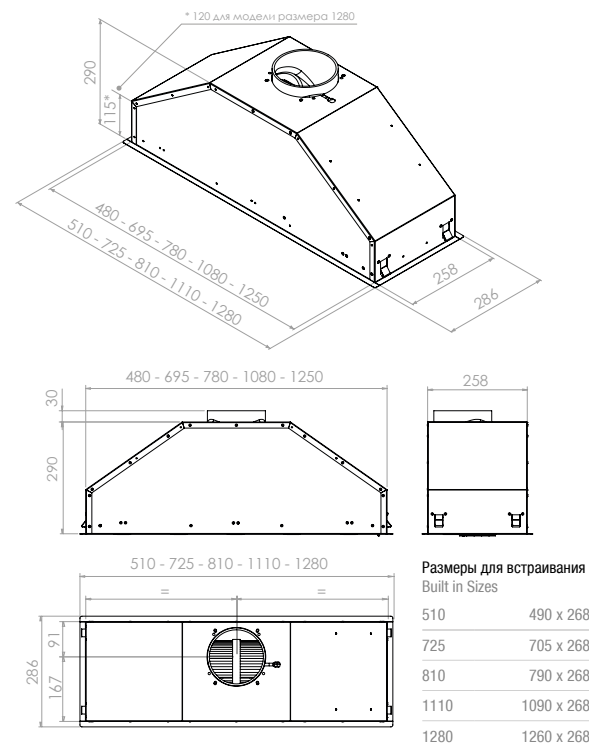 * 120 для модели размера 1280
290
115*
480 - 695 - 780 - 1080 - 1250
510 - 725 - 810 - 1110 - 1280
258
286
480 - 695 - 780 - 1080 - 1250
30
290
258
510 - 725 - 810 - 1110 - 1280
= =
286
91
167
Размеры для встраивания
Built in Sizes
510 490 x 268
725 705 x 268
810 790 x 268
1110 1090 x 268
1280 1260 x 268